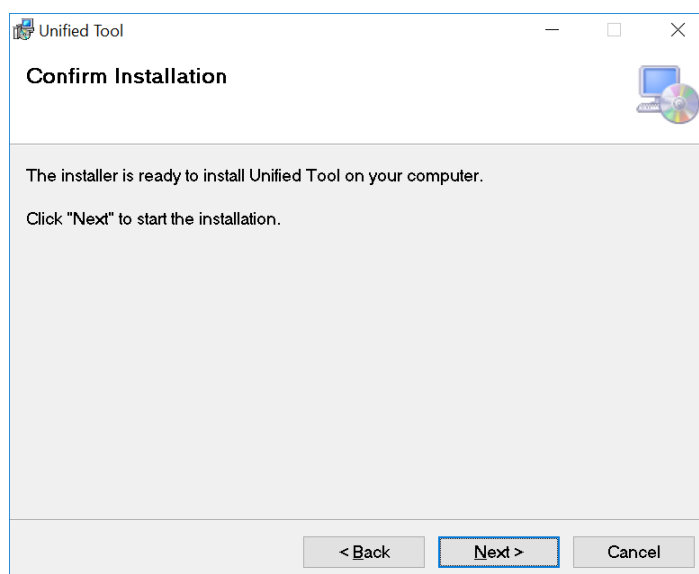 Unified Tool
Confirm Installation
The installer is ready to install Unified Tool on your computer.
Click "Next" to start the installation.
< Back
Next >
Cancel